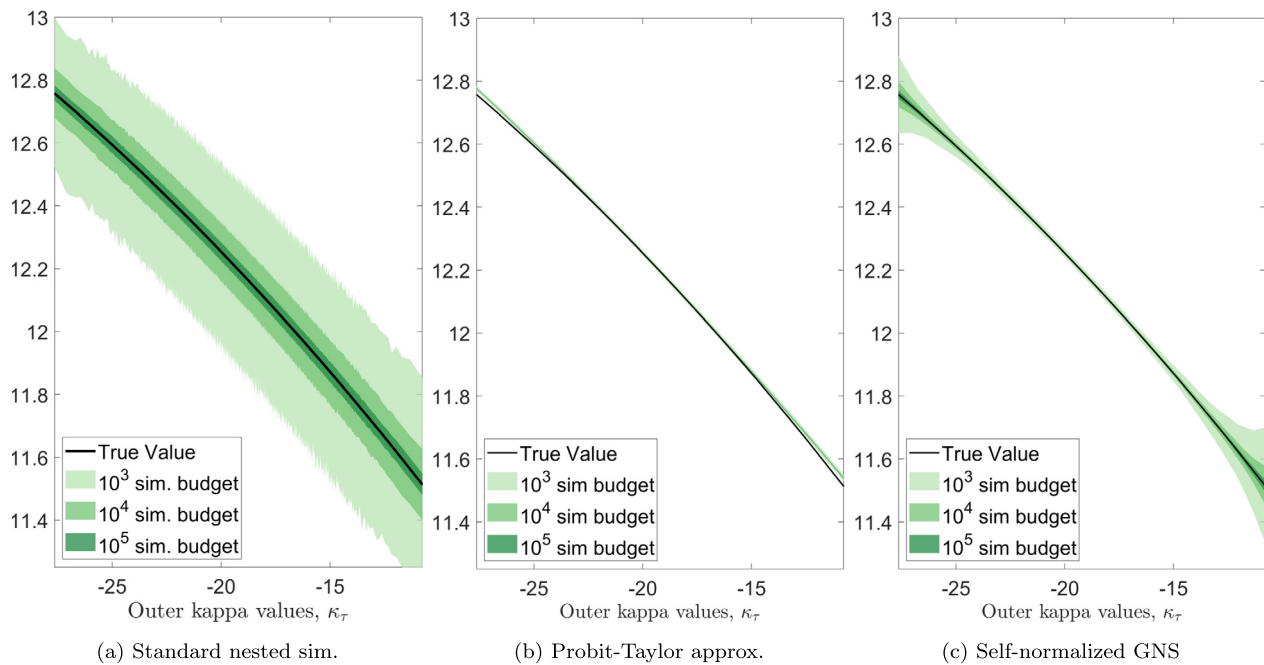 13
12.8
12.6
12.4
12.2
12
11.8
11.6
11.4
True Value
10^3 sim. budget
10^4 sim. budget
10^5 sim. budget
-25 -20 -15
Outer kappa values, κ_τ
(a) Standard nested sim.
13
12.8
12.6
12.4
12.2
12
11.8
11.6
11.4
True Value
10^3 sim budget
10^4 sim budget
10^5 sim budget
-25 -20 -15
Outer kappa values, κ_τ
(b) Probit-Taylor approx.
13
12.8
12.6
12.4
12.2
12
11.8
11.6
11.4
True Value
10^3 sim budget
10^4 sim budget
10^5 sim budget
-25 -20 -15
Outer kappa values, κ_τ
(c) Self-normalized GNS